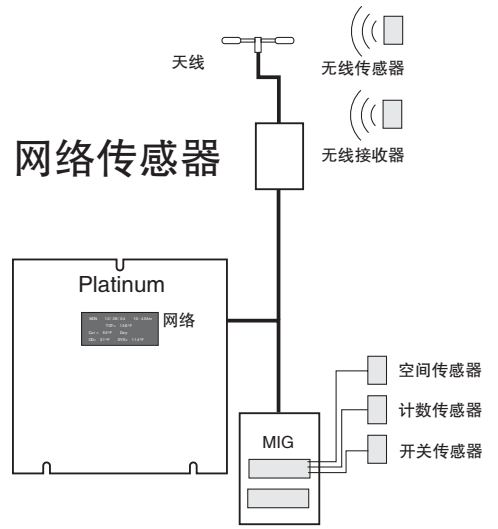 天线
无线传感器
无线接收器
网络传感器
Platinum
网络
空间传感器
计数传感器
开关传感器
MIG